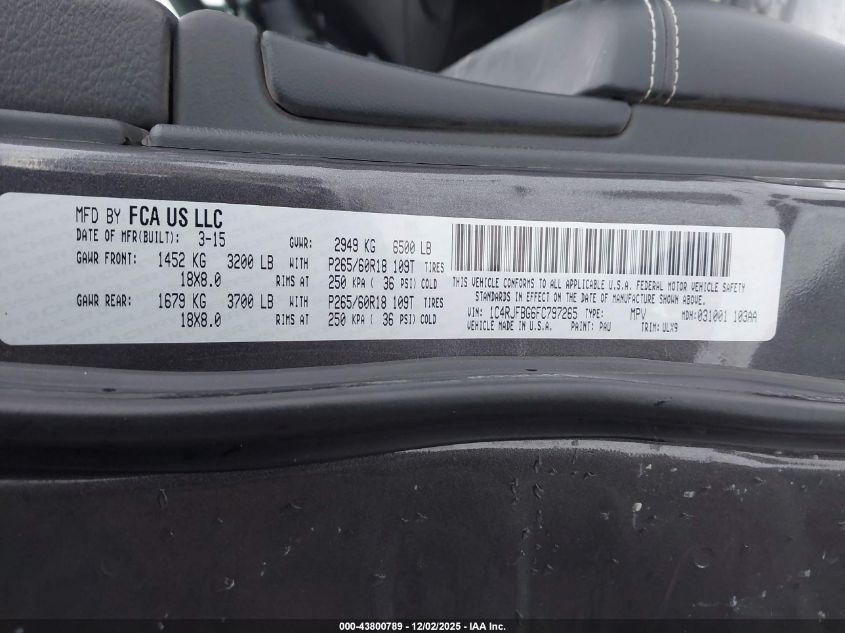 MFD BY FCA US LLC
DATE OF MFR(BUILT): 3-15 GVWR: 2949 KG 6500 LB
GAWR FRONT: 1452 KG 3200 LB WITH P265/60R18 109T TIRES
18X8.0 RIMS AT 250 KPA ( 36 PSI) COLD
GAWR REAR: 1679 KG 3700 LB WITH P265/60R18 109T TIRES
18X8.0 RIMS AT 250 KPA ( 36 PSI) COLD
THIS VEHICLE CONFORMS TO ALL APPLICABLE U.S.A. FEDERAL MOTOR VEHICLE SAFETY
STANDARDS IN EFFECT ON THE DATE OF MANUFACTURE SHOWN ABOVE.
VIN: 1C4RJFBG6FC797265 TYPE: MPV MDH:031001 103AA
VEHICLE MADE IN U.S.A. PAINT: PAU TRIM: ULX9
000-43800789 - 12/02/2025 - IAA Inc.